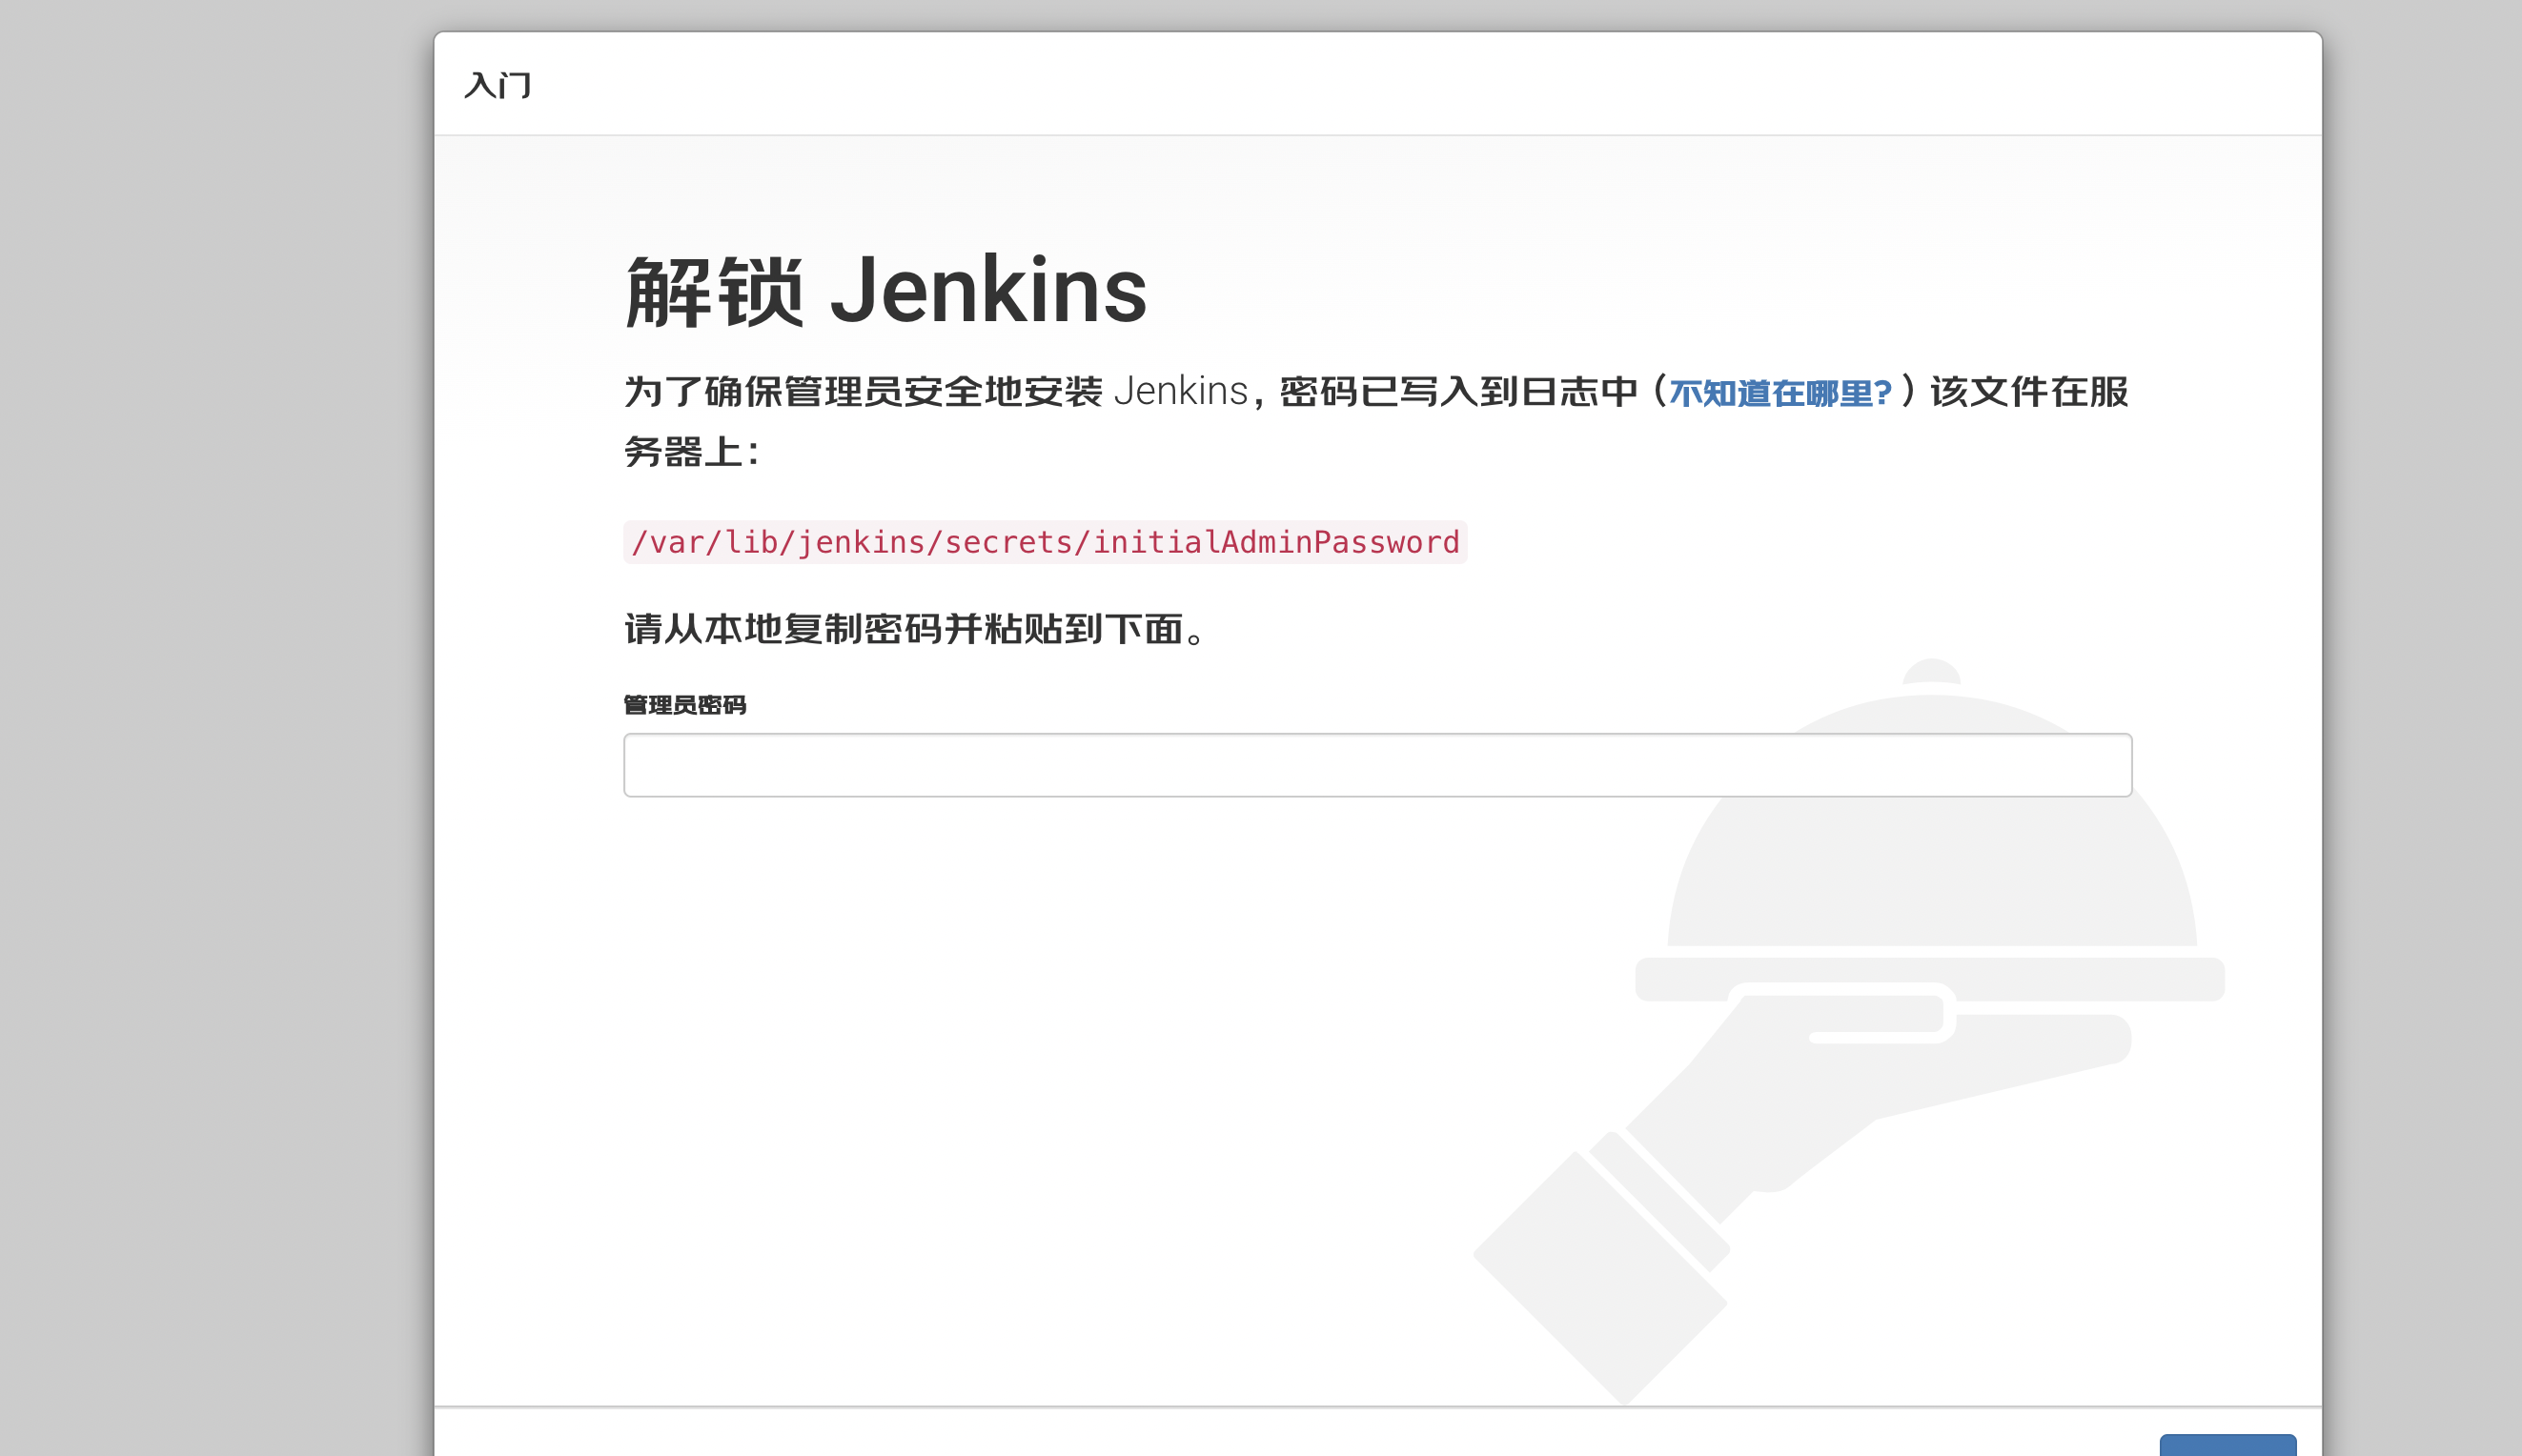 入门
解锁 Jenkins
为了确保管理员安全地安装 Jenkins，密码已写入到日志中（不知道在哪里？）该文件在服
务器上：
/var/lib/jenkins/secrets/initialAdminPassword
请从本地复制密码并粘贴到下面。
管理员密码